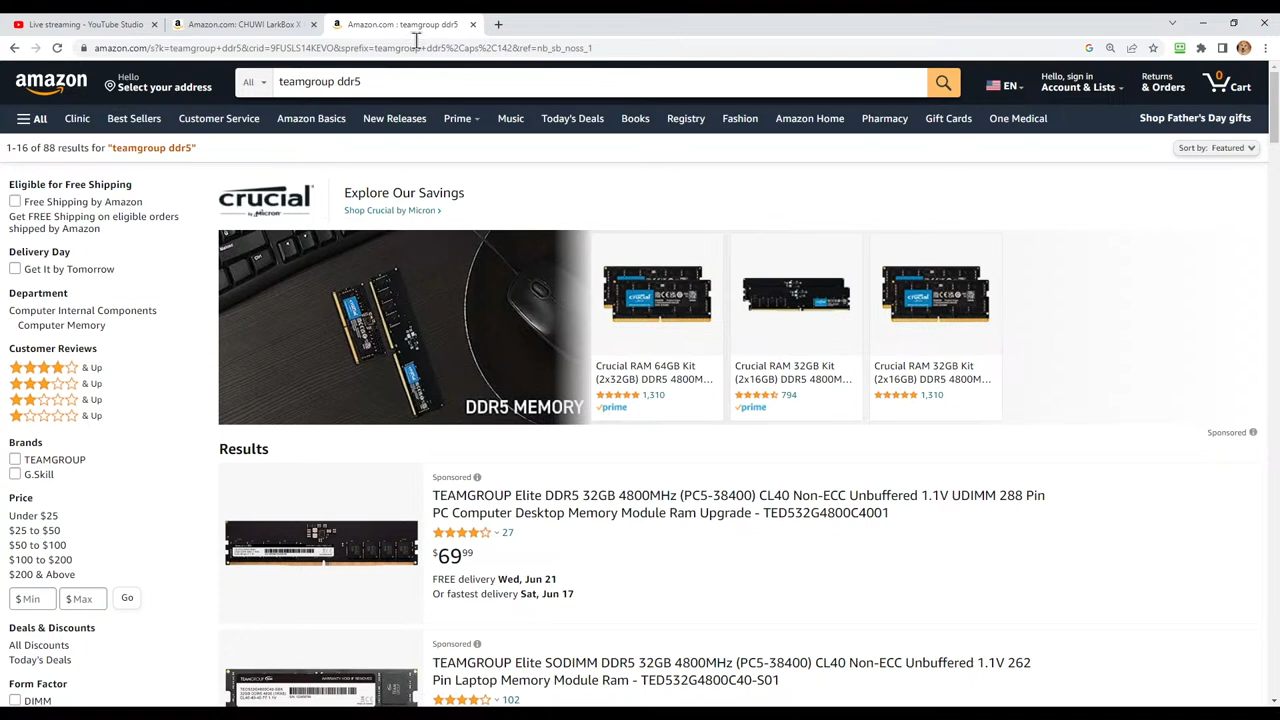 Live streaming - YouTube Studio
Amazon.com: CHUWI LarkBox X
Amazon.com : teamgroup ddr5
amazon.com/s?k=teamgroup+ddr5&crid=9FUSLS14KEVO&sprefix=teamgroup+ddr5%2Caps%2C142&ref=nb_sb_noss_1
amazon
Hello
Select your address
All
teamgroup ddr5
EN
Hello, sign in
Account & Lists
Returns
& Orders
0
Cart
All
Clinic
Best Sellers
Customer Service
Amazon Basics
New Releases
Prime
Music
Today's Deals
Books
Registry
Fashion
Amazon Home
Pharmacy
Gift Cards
One Medical
Shop Father's Day gifts
1-16 of 88 results for "teamgroup ddr5"
Sort by: Featured
Eligible for Free Shipping
Free Shipping by Amazon
Get FREE Shipping on eligible orders
shipped by Amazon
Delivery Day
Get It by Tomorrow
Department
Computer Internal Components
Computer Memory
Customer Reviews
& Up
& Up
& Up
& Up
Brands
TEAMGROUP
G.Skill
Price
Under $25
$25 to $50
$50 to $100
$100 to $200
$200 & Above
$ Min
$ Max
Go
Deals & Discounts
All Discounts
Today's Deals
Form Factor
DIMM
crucial
by Micron
Explore Our Savings
Shop Crucial by Micron ›
DDR5 MEMORY
Crucial RAM 64GB Kit
(2x32GB) DDR5 4800M...
1,310
prime
Crucial RAM 32GB Kit
(2x16GB) DDR5 4800M...
794
prime
Crucial RAM 32GB Kit
(2x16GB) DDR5 4800M...
1,310
Sponsored
Results
Sponsored
TEAMGROUP Elite DDR5 32GB 4800MHz (PC5-38400) CL40 Non-ECC Unbuffered 1.1V UDIMM 288 Pin
PC Computer Desktop Memory Module Ram Upgrade - TED532G4800C4001
27
$69 99
FREE delivery Wed, Jun 21
Or fastest delivery Sat, Jun 17
Sponsored
TEAMGROUP Elite SODIMM DDR5 32GB 4800MHz (PC5-38400) CL40 Non-ECC Unbuffered 1.1V 262
Pin Laptop Memory Module Ram - TED532G4800C40-S01
102